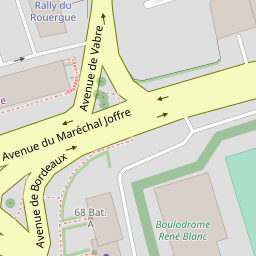 Rally du
Rouergue
Avenue de Vabre
e
Avenue du Maréchal Joffre
Avenue de Bordeaux
68 Bat.
A
Boulodrome
René Blanc